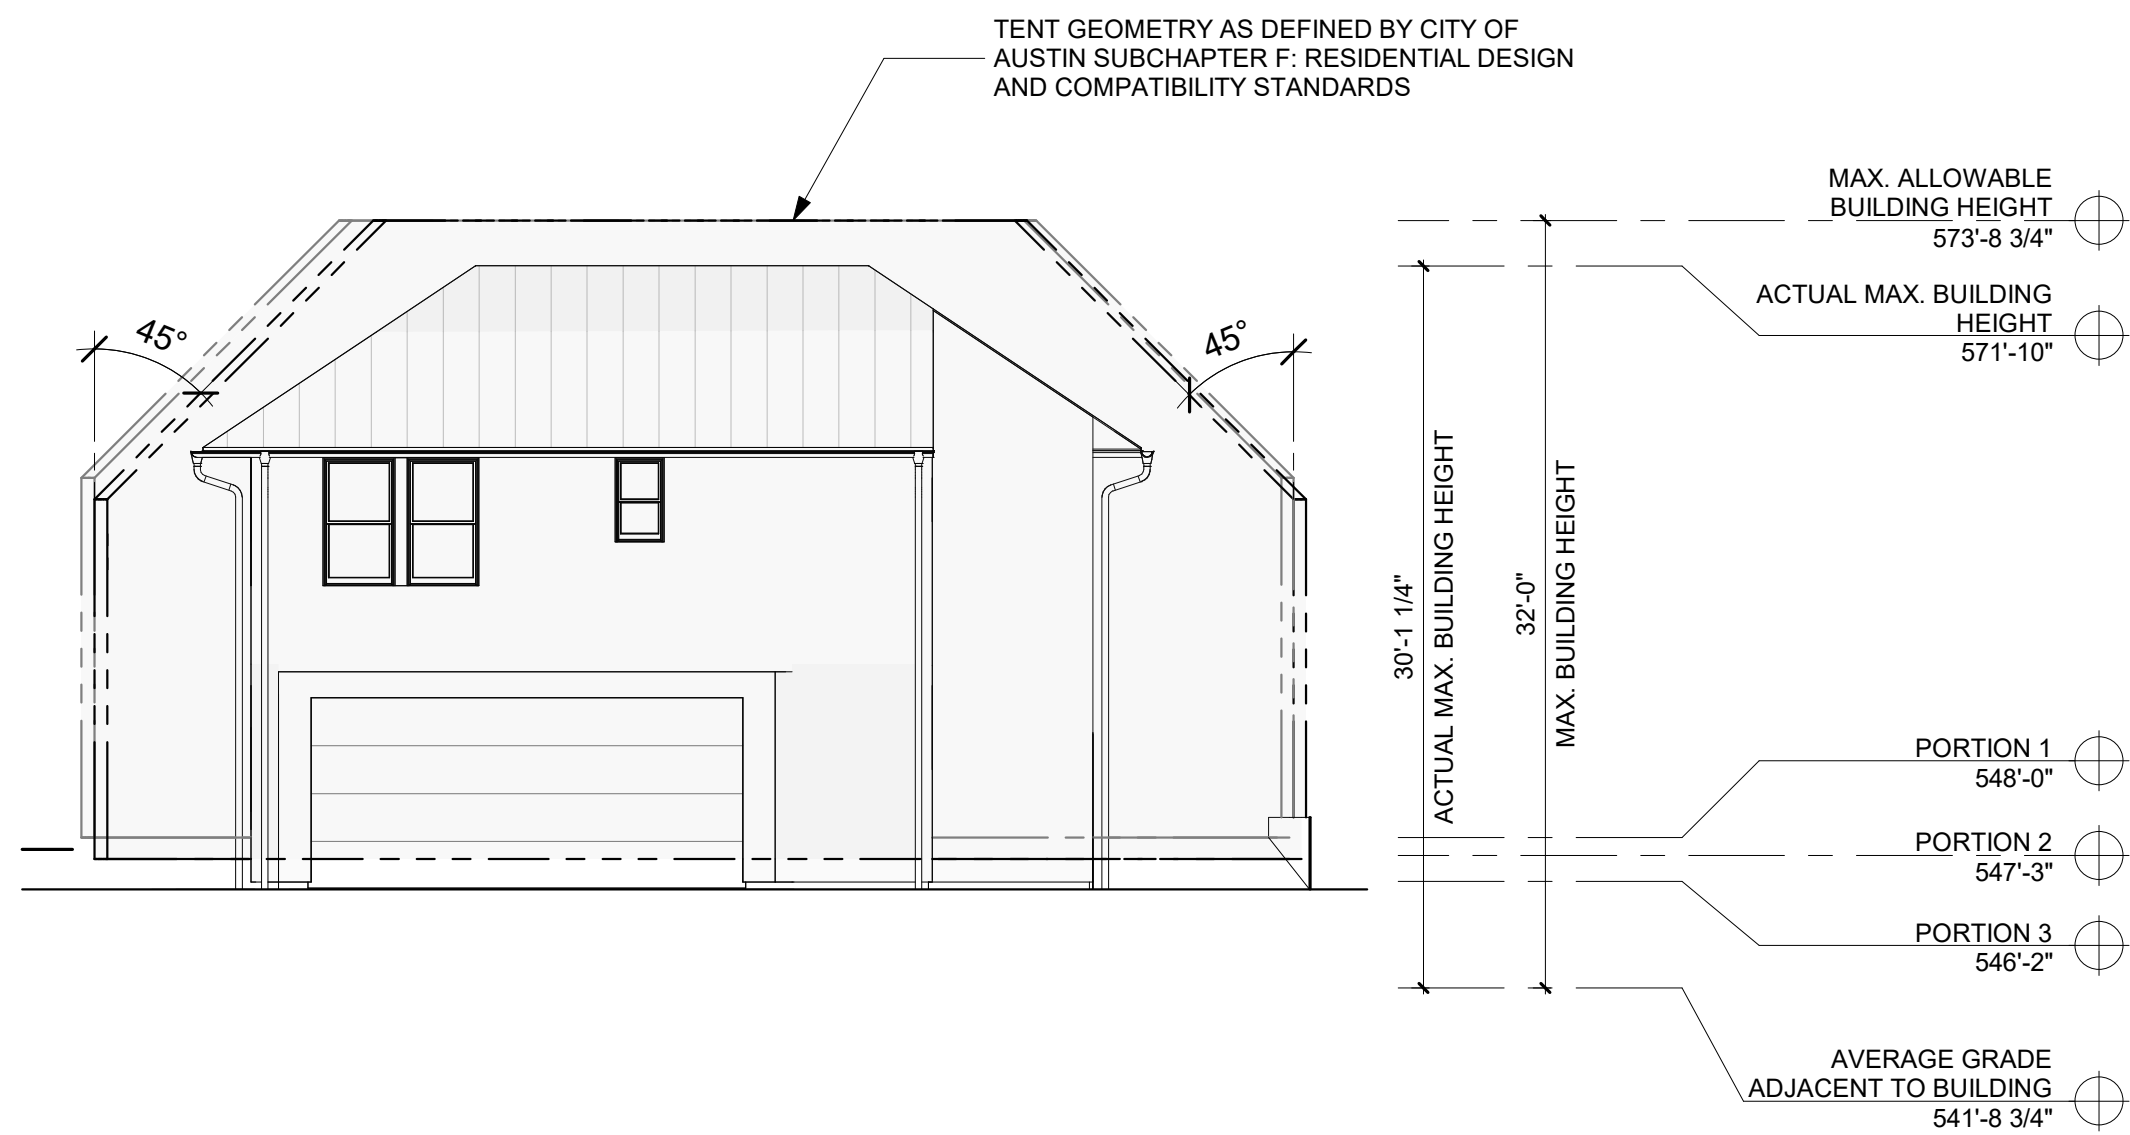 TENT GEOMETRY AS DEFINED BY CITY OF
AUSTIN SUBCHAPTER F: RESIDENTIAL DESIGN
AND COMPATIBILITY STANDARDS
45°
45°
30'-1 1/4"
ACTUAL MAX. BUILDING HEIGHT
32'-0"
MAX. BUILDING HEIGHT
MAX. ALLOWABLE
BUILDING HEIGHT
573'-8 3/4"
ACTUAL MAX. BUILDING
HEIGHT
571'-10"
PORTION 1
548'-0"
PORTION 2
547'-3"
PORTION 3
546'-2"
AVERAGE GRADE
ADJACENT TO BUILDING
541'-8 3/4"